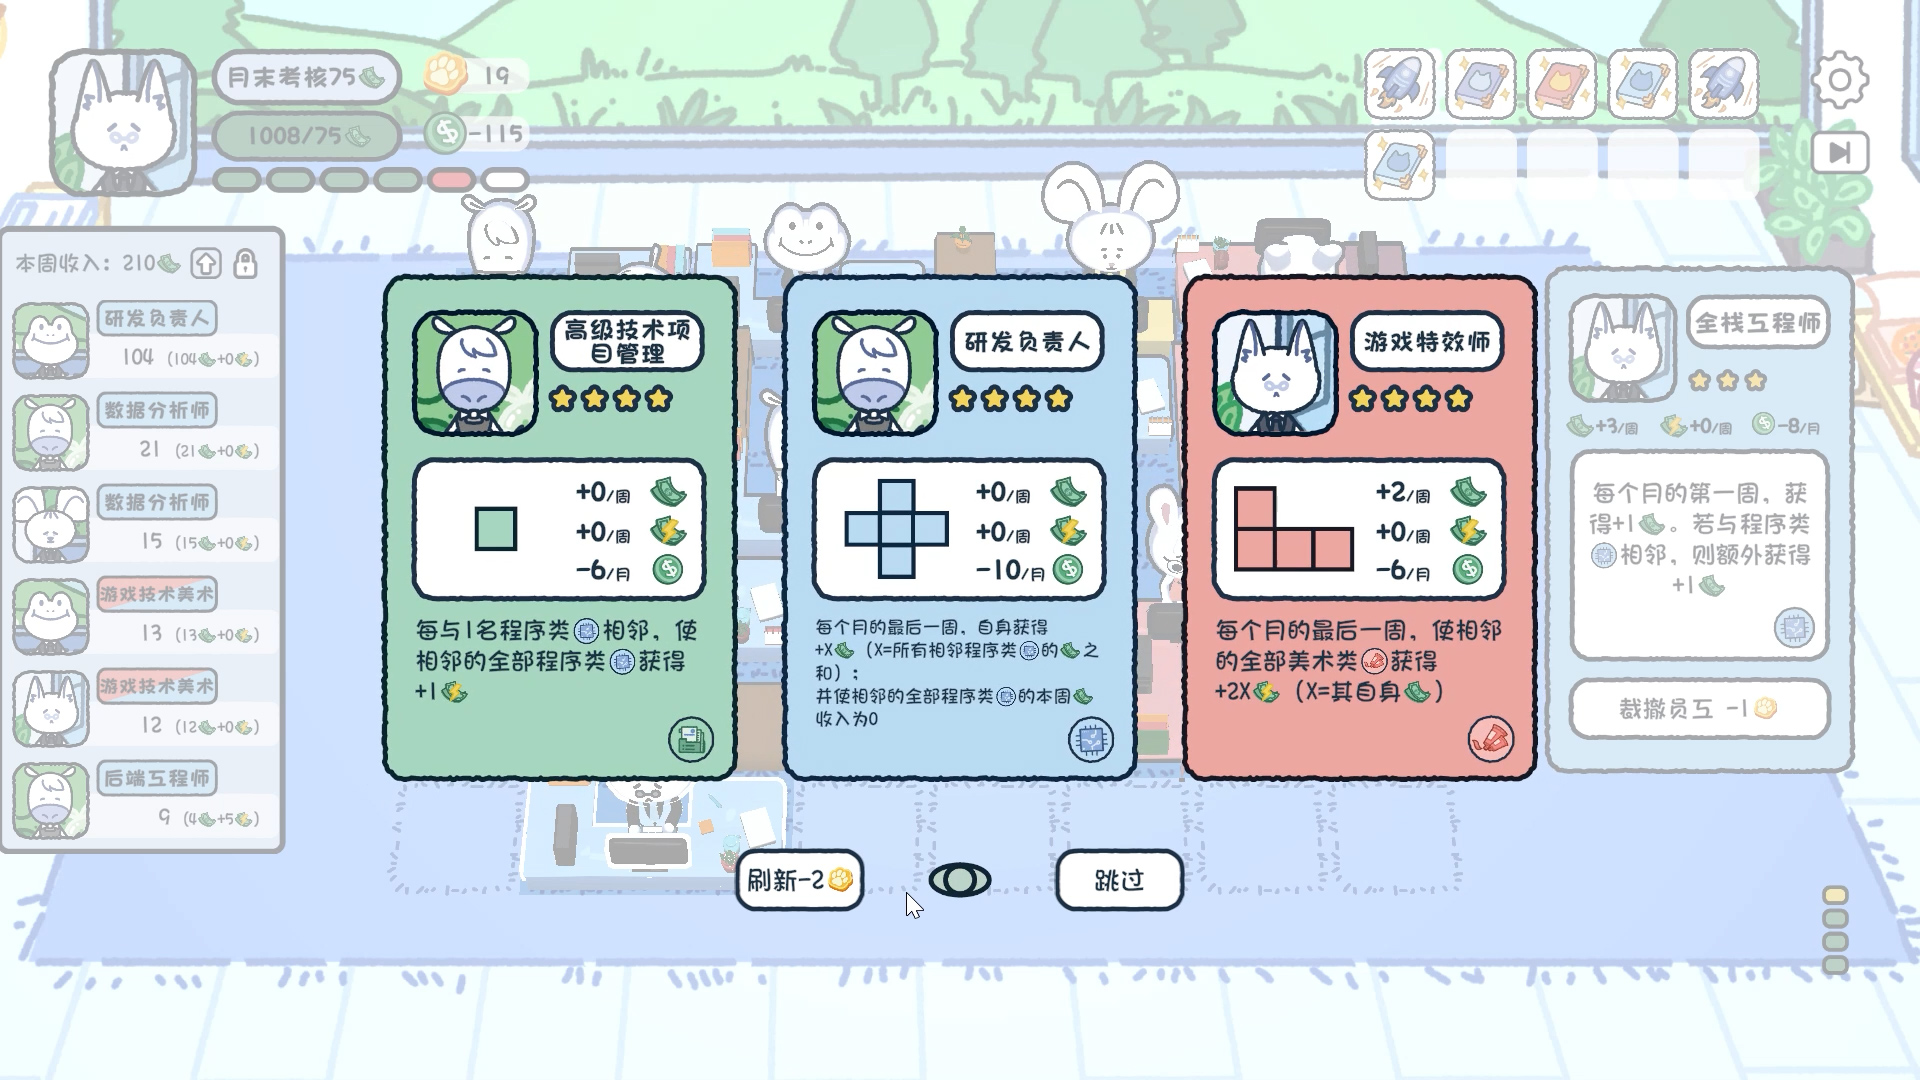 月末考核75
19
1008/75
-115
本周收入：210
研发负责人
104 (104+0)
数据分析师
21 (21+0)
数据分析师
15 (15+0)
游戏技术美术
13 (13+0)
游戏技术美术
12 (12+0)
后端工程师
9 (4+5)
高级技术项
目管理
+0/周
+0/周
-6/月
每与1名程序类相邻，使
相邻的全部程序类获得
+1
研发负责人
+0/周
+0/周
-10/月
每个月的最后一周，自身获得
+X（X=所有相邻程序类的之
和）；
并使相邻的全部程序类的本周
收入为0
游戏特效师
+2/周
+0/周
-6/月
每个月的最后一周，使相邻
的全部美术类获得
+2X（X=其自身）
全栈工程师
+3/周 +0/周 -8/月
每个月的第一周，获
得+1。若与程序类
相邻，则额外获得
+1
裁撤员工 -1
刷新-2
跳过